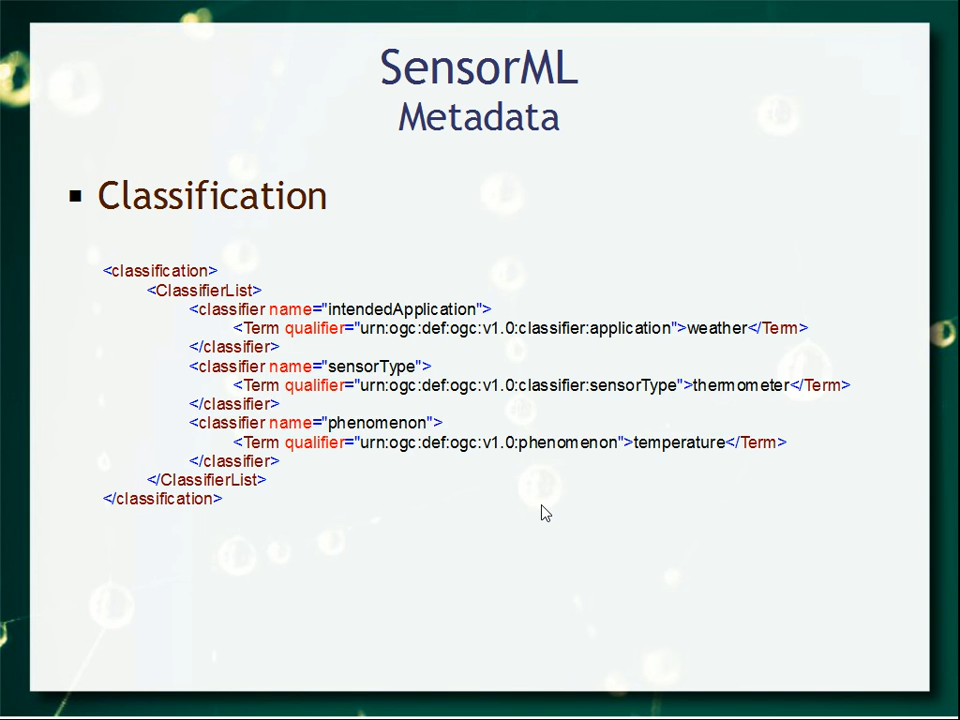 SensorML
Metadata
▪ Classification
<classification>
<ClassifierList>
<classifier name="intendedApplication">
<Term qualifier="urn:ogc:def:ogc:v1.0:classifier:application">weather</Term>
</classifier>
<classifier name="sensorType">
<Term qualifier="urn:ogc:def:ogc:v1.0:classifier:sensorType">thermometer</Term>
</classifier>
<classifier name="phenomenon">
<Term qualifier="urn:ogc:def:ogc:v1.0:phenomenon">temperature</Term>
</classifier>
</ClassifierList>
</classification>